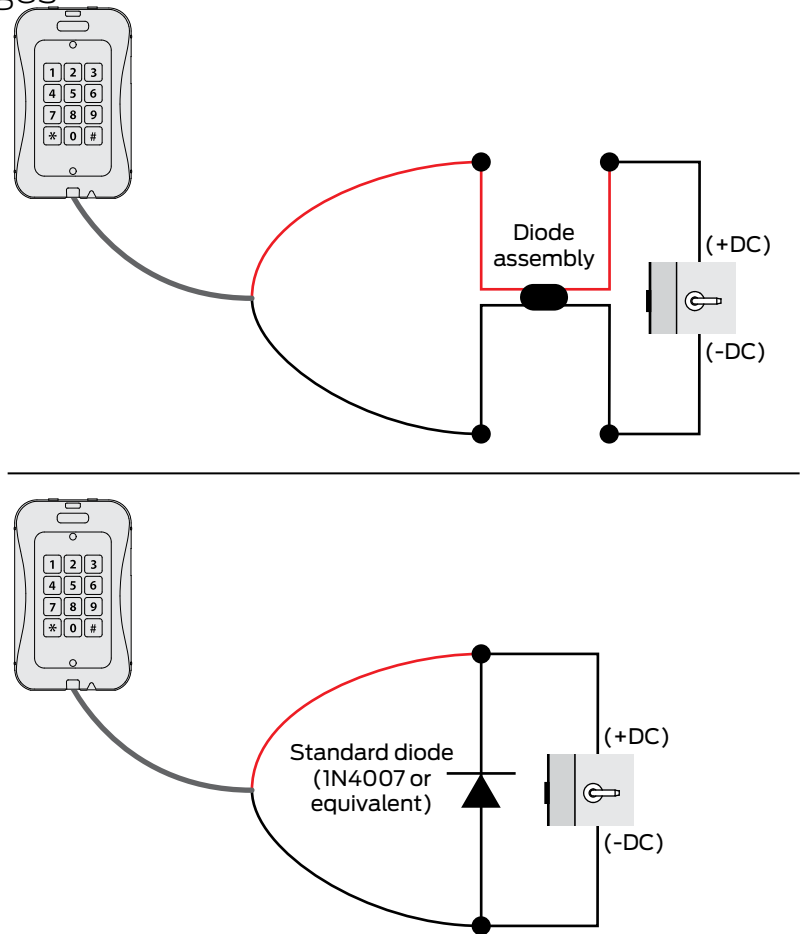 1 2 3
4 5 6
7 8 9
* 0 #
Diode
assembly
(+DC)
(-DC)
1 2 3
4 5 6
7 8 9
* 0 #
Standard diode
(1N4007 or
equivalent)
(+DC)
(-DC)